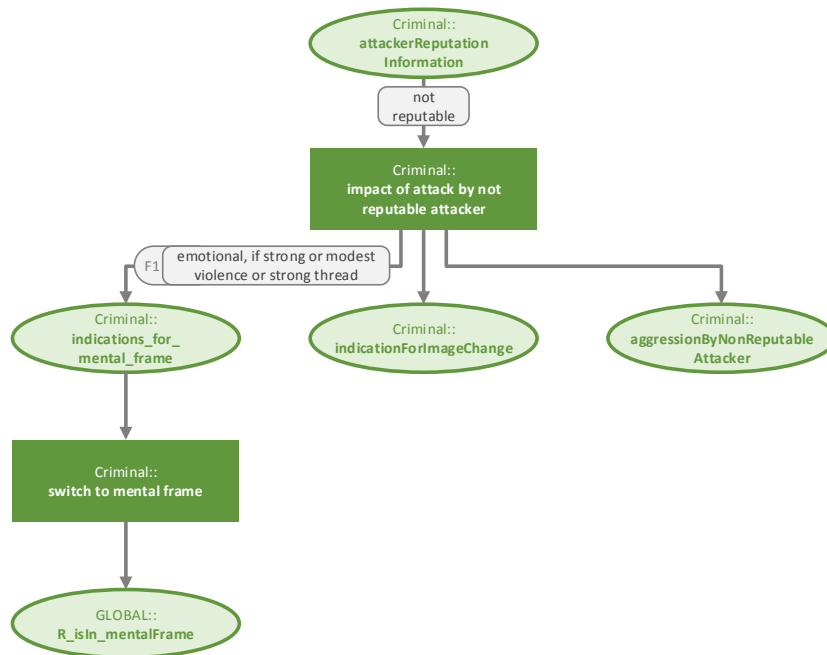 Criminal::
attackerReputation
Information
not
reputable
Criminal::
impact of attack by not
reputable attacker
F1
emotional, if strong or modest
violence or strong thread
Criminal::
indications_for_
mental_frame
Criminal::
indicationForImageChange
Criminal::
aggressionByNonReputable
Attacker
Criminal::
switch to mental frame
GLOBAL::
R_isIn_mentalFrame